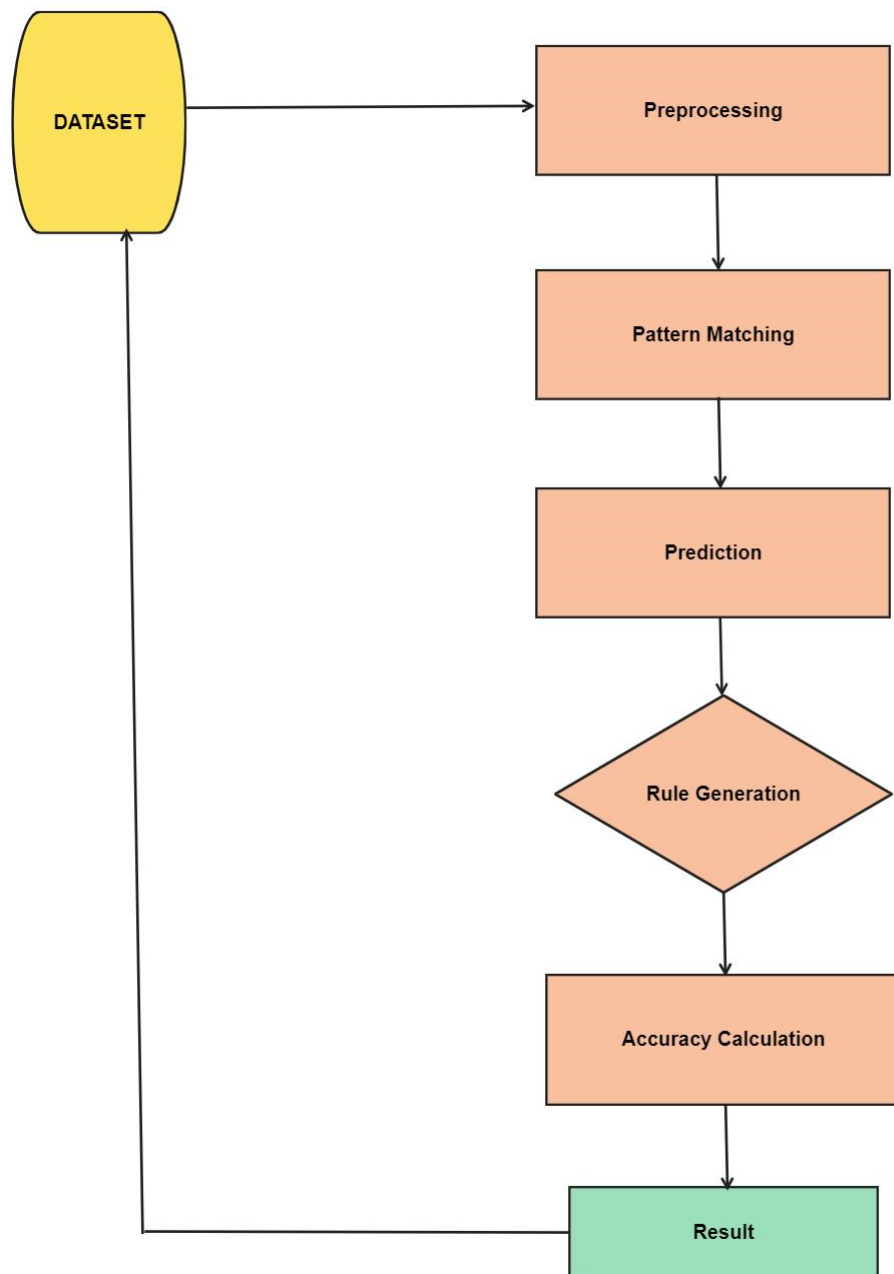 DATASET
Preprocessing
Pattern Matching
Prediction
Rule Generation
Accuracy Calculation
Result